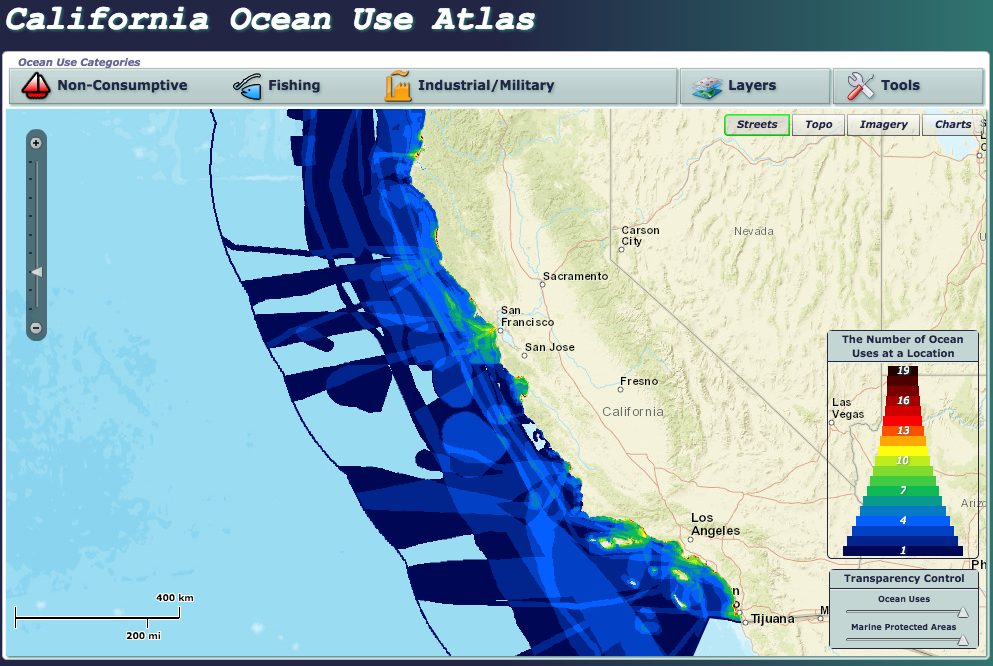 California Ocean Use Atlas
Ocean Use Categories
Non-Consumptive
Fishing
Industrial/Military
Layers
Tools
Streets
Topo
Imagery
Charts
Carson
City
Nevada
Sacramento
San
Francisco
San Jose
Fresno
California
Las
Vegas
Los
Angeles
Tijuana
The Number of Ocean
Uses at a Location
19
16
13
10
7
4
1
Transparency Control
Ocean Uses
Marine Protected Areas
400 km
200 mi